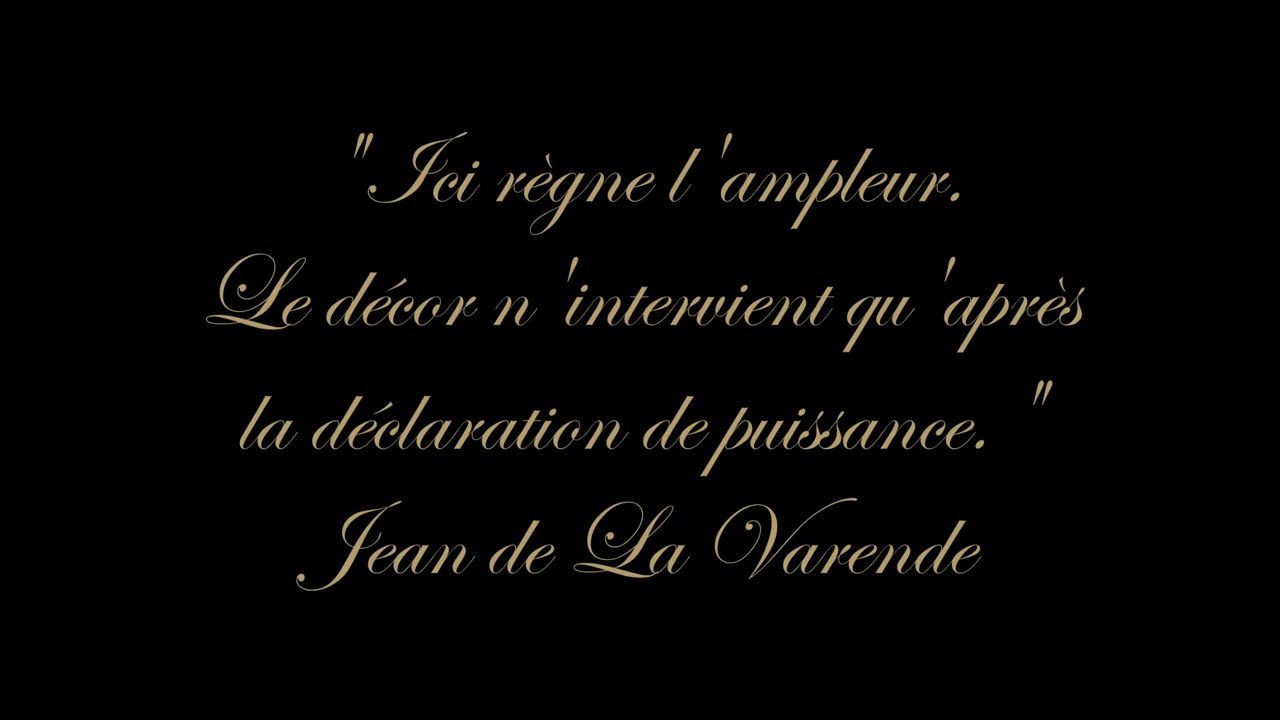 "Ici règne l'ampleur.
Le décor n'intervient qu'après
la déclaration de puissance. "
Jean de La Varende